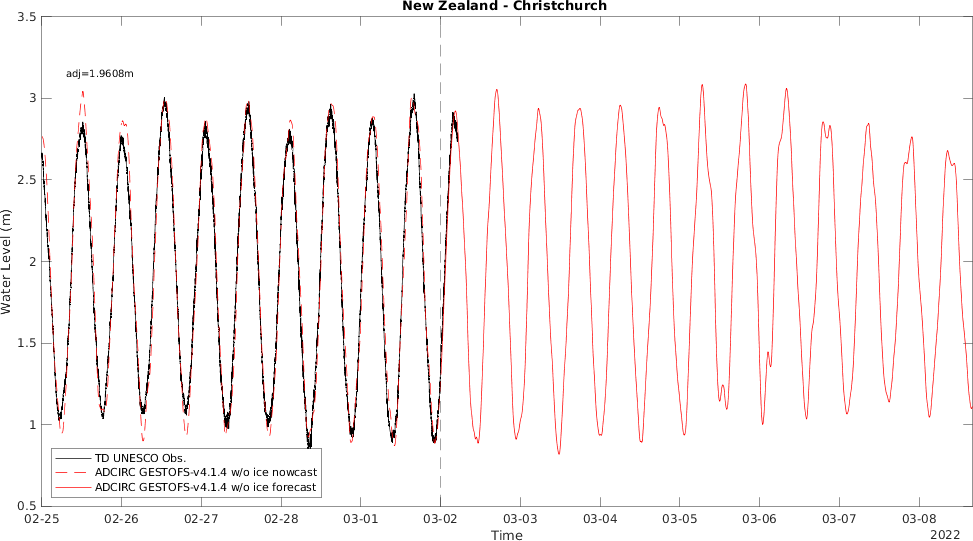 New Zealand - Christchurch
adj=1.9608m
3.5
3
2.5
2
1.5
1
0.5
Water Level (m)
TD UNESCO Obs.
ADCIRC GESTOFS-v4.1.4 w/o ice nowcast
ADCIRC GESTOFS-v4.1.4 w/o ice forecast
02-25 02-26 02-27 02-28 03-01 03-02 03-03 03-04 03-05 03-06 03-07 03-08
Time
2022